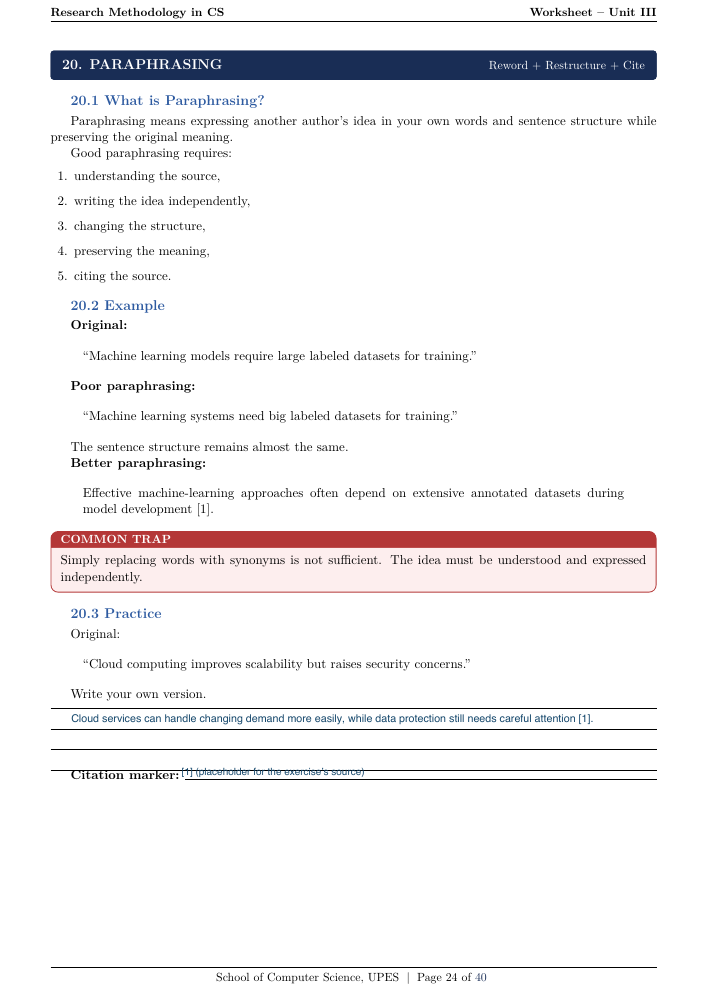 Research Methodology in CS Worksheet – Unit III
20. PARAPHRASING Reword + Restructure + Cite
20.1 What is Paraphrasing?
Paraphrasing means expressing another author's idea in your own words and sentence structure while
preserving the original meaning.
Good paraphrasing requires:
1. understanding the source,
2. writing the idea independently,
3. changing the structure,
4. preserving the meaning,
5. citing the source.
20.2 Example
Original:
“Machine learning models require large labeled datasets for training.”
Poor paraphrasing:
“Machine learning systems need big labeled datasets for training.”
The sentence structure remains almost the same.
Better paraphrasing:
Effective machine-learning approaches often depend on extensive annotated datasets during
model development [1].
COMMON TRAP
Simply replacing words with synonyms is not sufficient. The idea must be understood and expressed
independently.
20.3 Practice
Original:
“Cloud computing improves scalability but raises security concerns.”
Write your own version.
Cloud services can handle changing demand more easily, while data protection still needs careful attention [1].
Citation marker: [1] (placeholder for the exercise's source)
School of Computer Science, UPES | Page 24 of 40